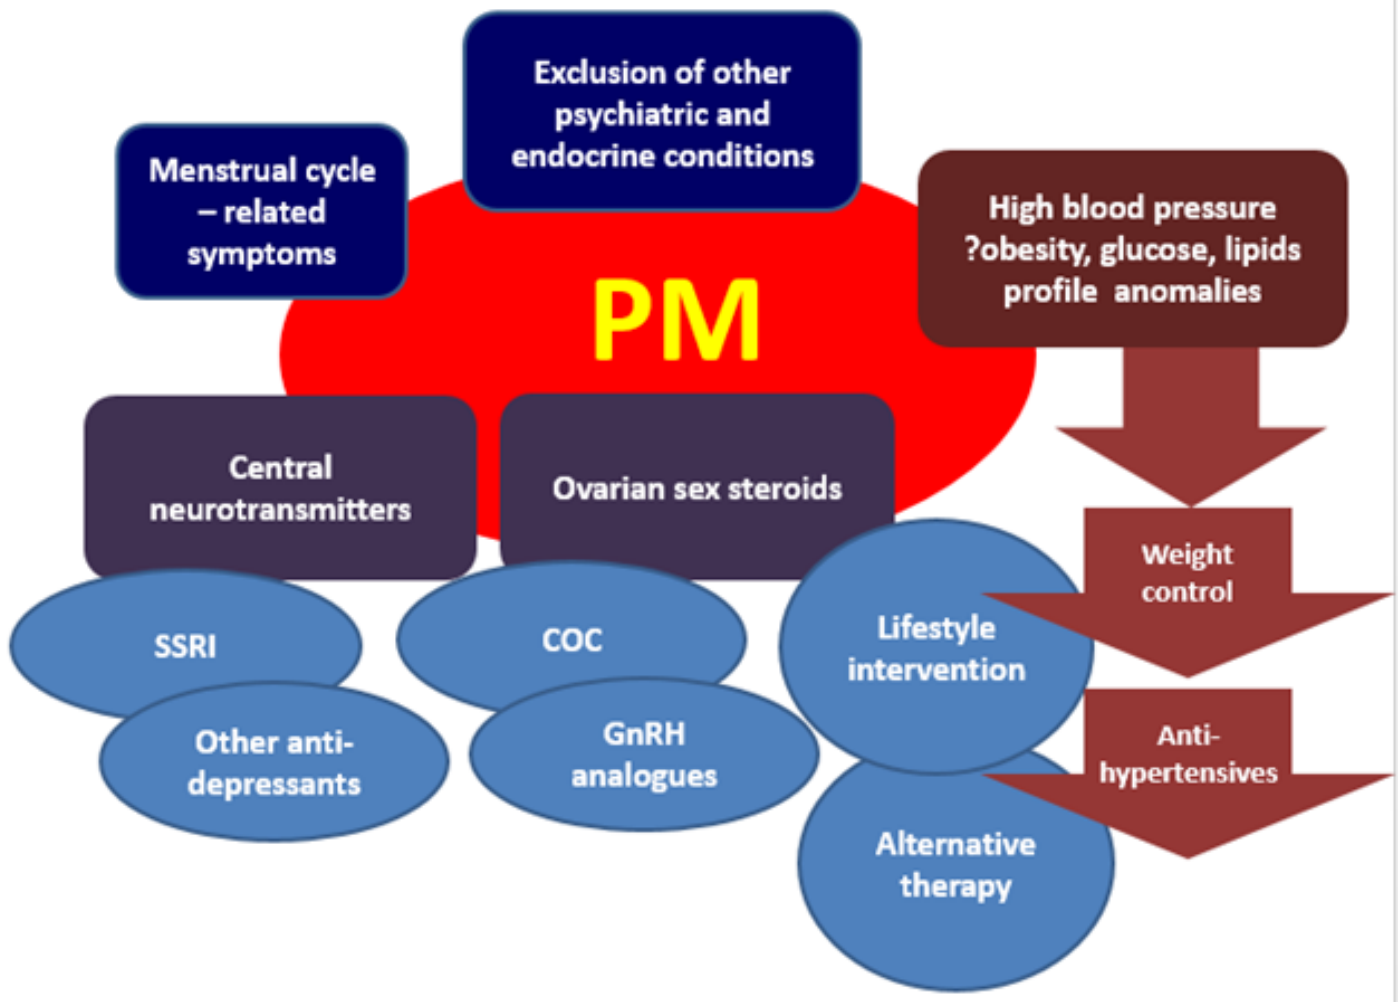 Exclusion of other
psychiatric and
endocrine conditions
Menstrual cycle
– related
symptoms
High blood pressure
?obesity, glucose, lipids
profile anomalies
PM
Central
neurotransmitters
Ovarian sex steroids
Weight
control
SSRI
COC
Lifestyle
intervention
Other anti-
depressants
GnRH
analogues
Anti-
hypertensives
Alternative
therapy